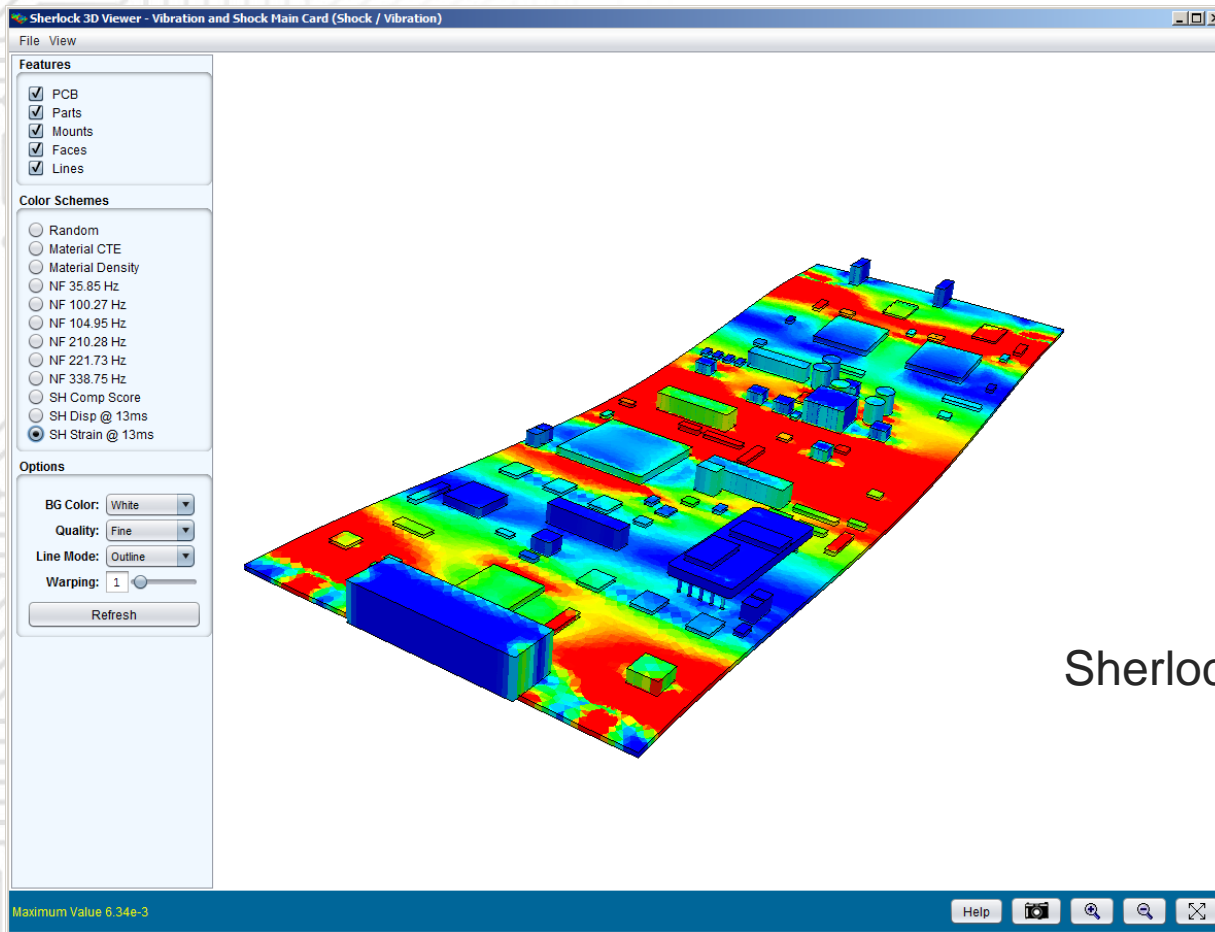 Sherlock 3D Viewer - Vibration and Shock Main Card (Shock / Vibration)
File View
Features
PCB
Parts
Mounts
Faces
Lines
Color Schemes
Random
Material CTE
Material Density
NF 35.85 Hz
NF 100.27 Hz
NF 104.95 Hz
NF 210.28 Hz
NF 221.73 Hz
NF 338.75 Hz
SH Comp Score
SH Disp @ 13ms
SH Strain @ 13ms
Options
BG Color: White
Quality: Fine
Line Mode: Outline
Warping: 1
Refresh
Sherloc
Maximum Value 6.34e-3
Help